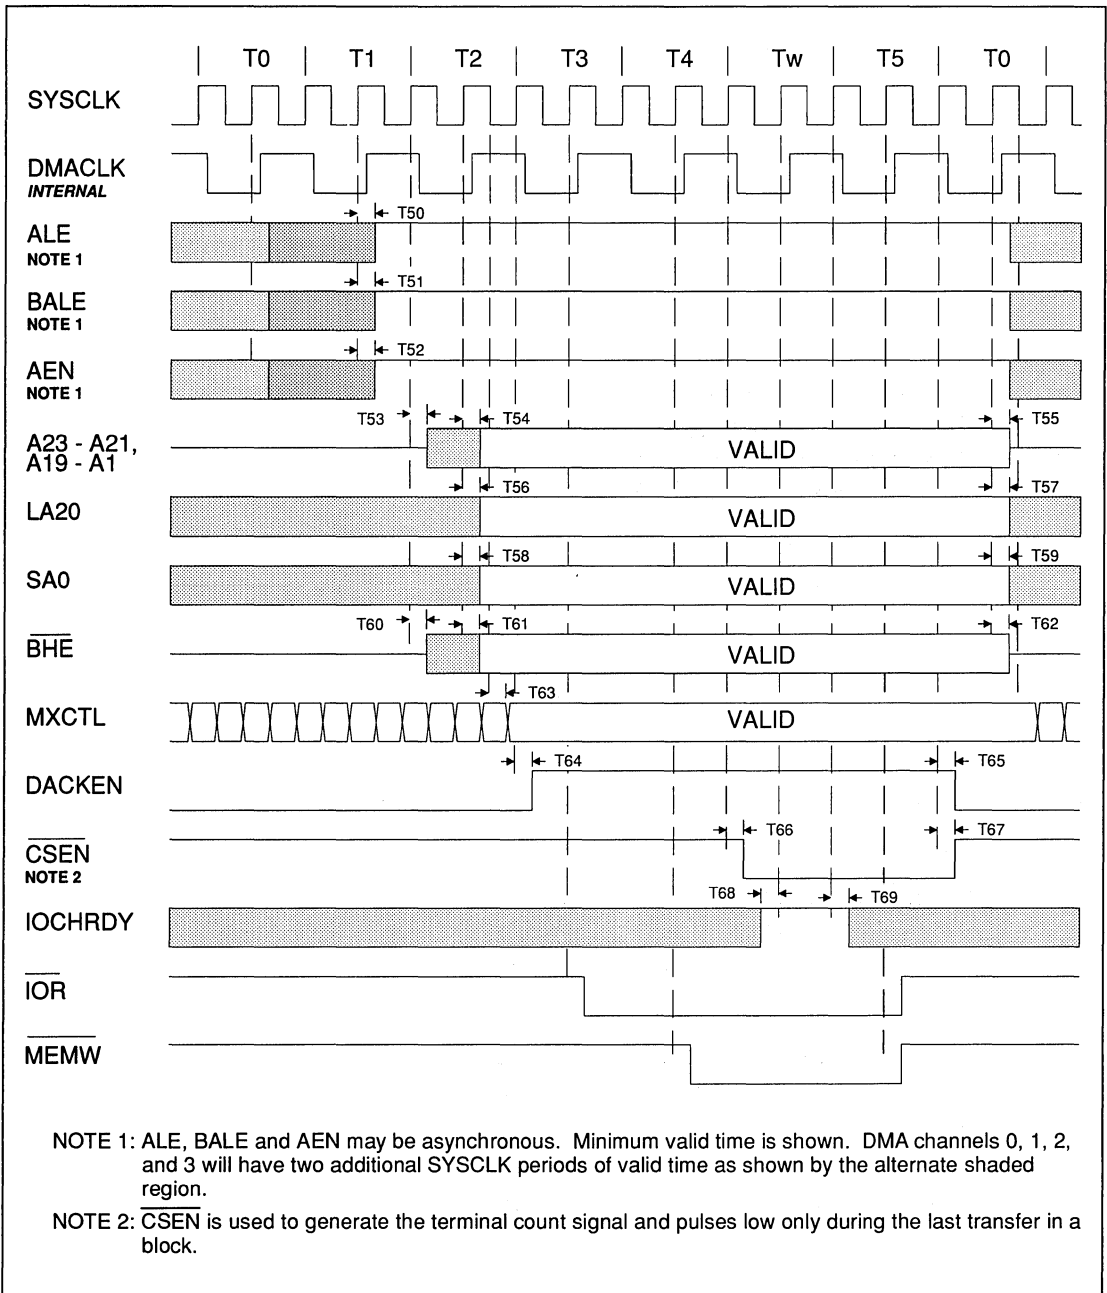 T0 T1 T2 T3 T4 Tw T5 T0
SYSCLK
DMACLK
INTERNAL
T50
ALE
NOTE 1
T51
BALE
NOTE 1
T52
AEN
NOTE 1
T53 T54 T55
A23 - A21,
A19 - A1
VALID
T56 T57
LA20
VALID
T58 T59
SA0
VALID
T60 T61 T62
BHE
VALID
T63
MXCTL
VALID
T64 T65
DACKEN
T66 T67
CSEN
NOTE 2
T68 T69
IOCHRDY
IOR
MEMW
NOTE 1: ALE, BALE and AEN may be asynchronous. Minimum valid time is shown. DMA channels 0, 1, 2,
and 3 will have two additional SYSCLK periods of valid time as shown by the alternate shaded
region.
NOTE 2: CSEN is used to generate the terminal count signal and pulses low only during the last transfer in a
block.